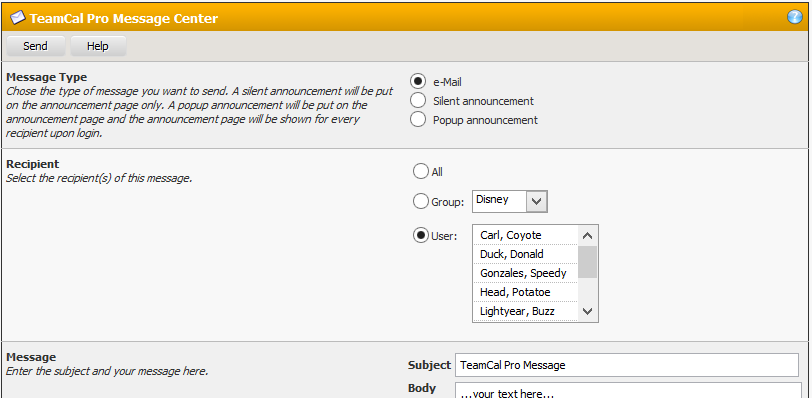 TeamCal Pro Message Center
Send Help
Message Type
Chose the type of message you want to send. A silent announcement will be put
on the announcement page only. A popup announcement will be put on the
announcement page and the announcement page will be shown for every
recipient upon login.
e-Mail
Silent announcement
Popup announcement
Recipient
Select the recipient(s) of this message.
All
Group: Disney
User:
Carl, Coyote
Duck, Donald
Gonzales, Speedy
Head, Potatoe
Lightyear, Buzz
Message
Enter the subject and your message here.
Subject TeamCal Pro Message
Body
...your text here...